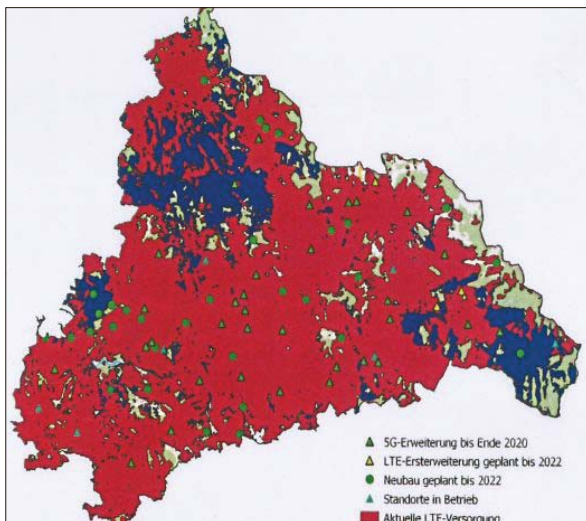 5G-Erweiterung bis Ende 2020
LTE-Ersterweiterung geplant bis 2022
Neubau geplant bis 2022
Standorte in Betrieb
Aktuelle LTE-Versorgung